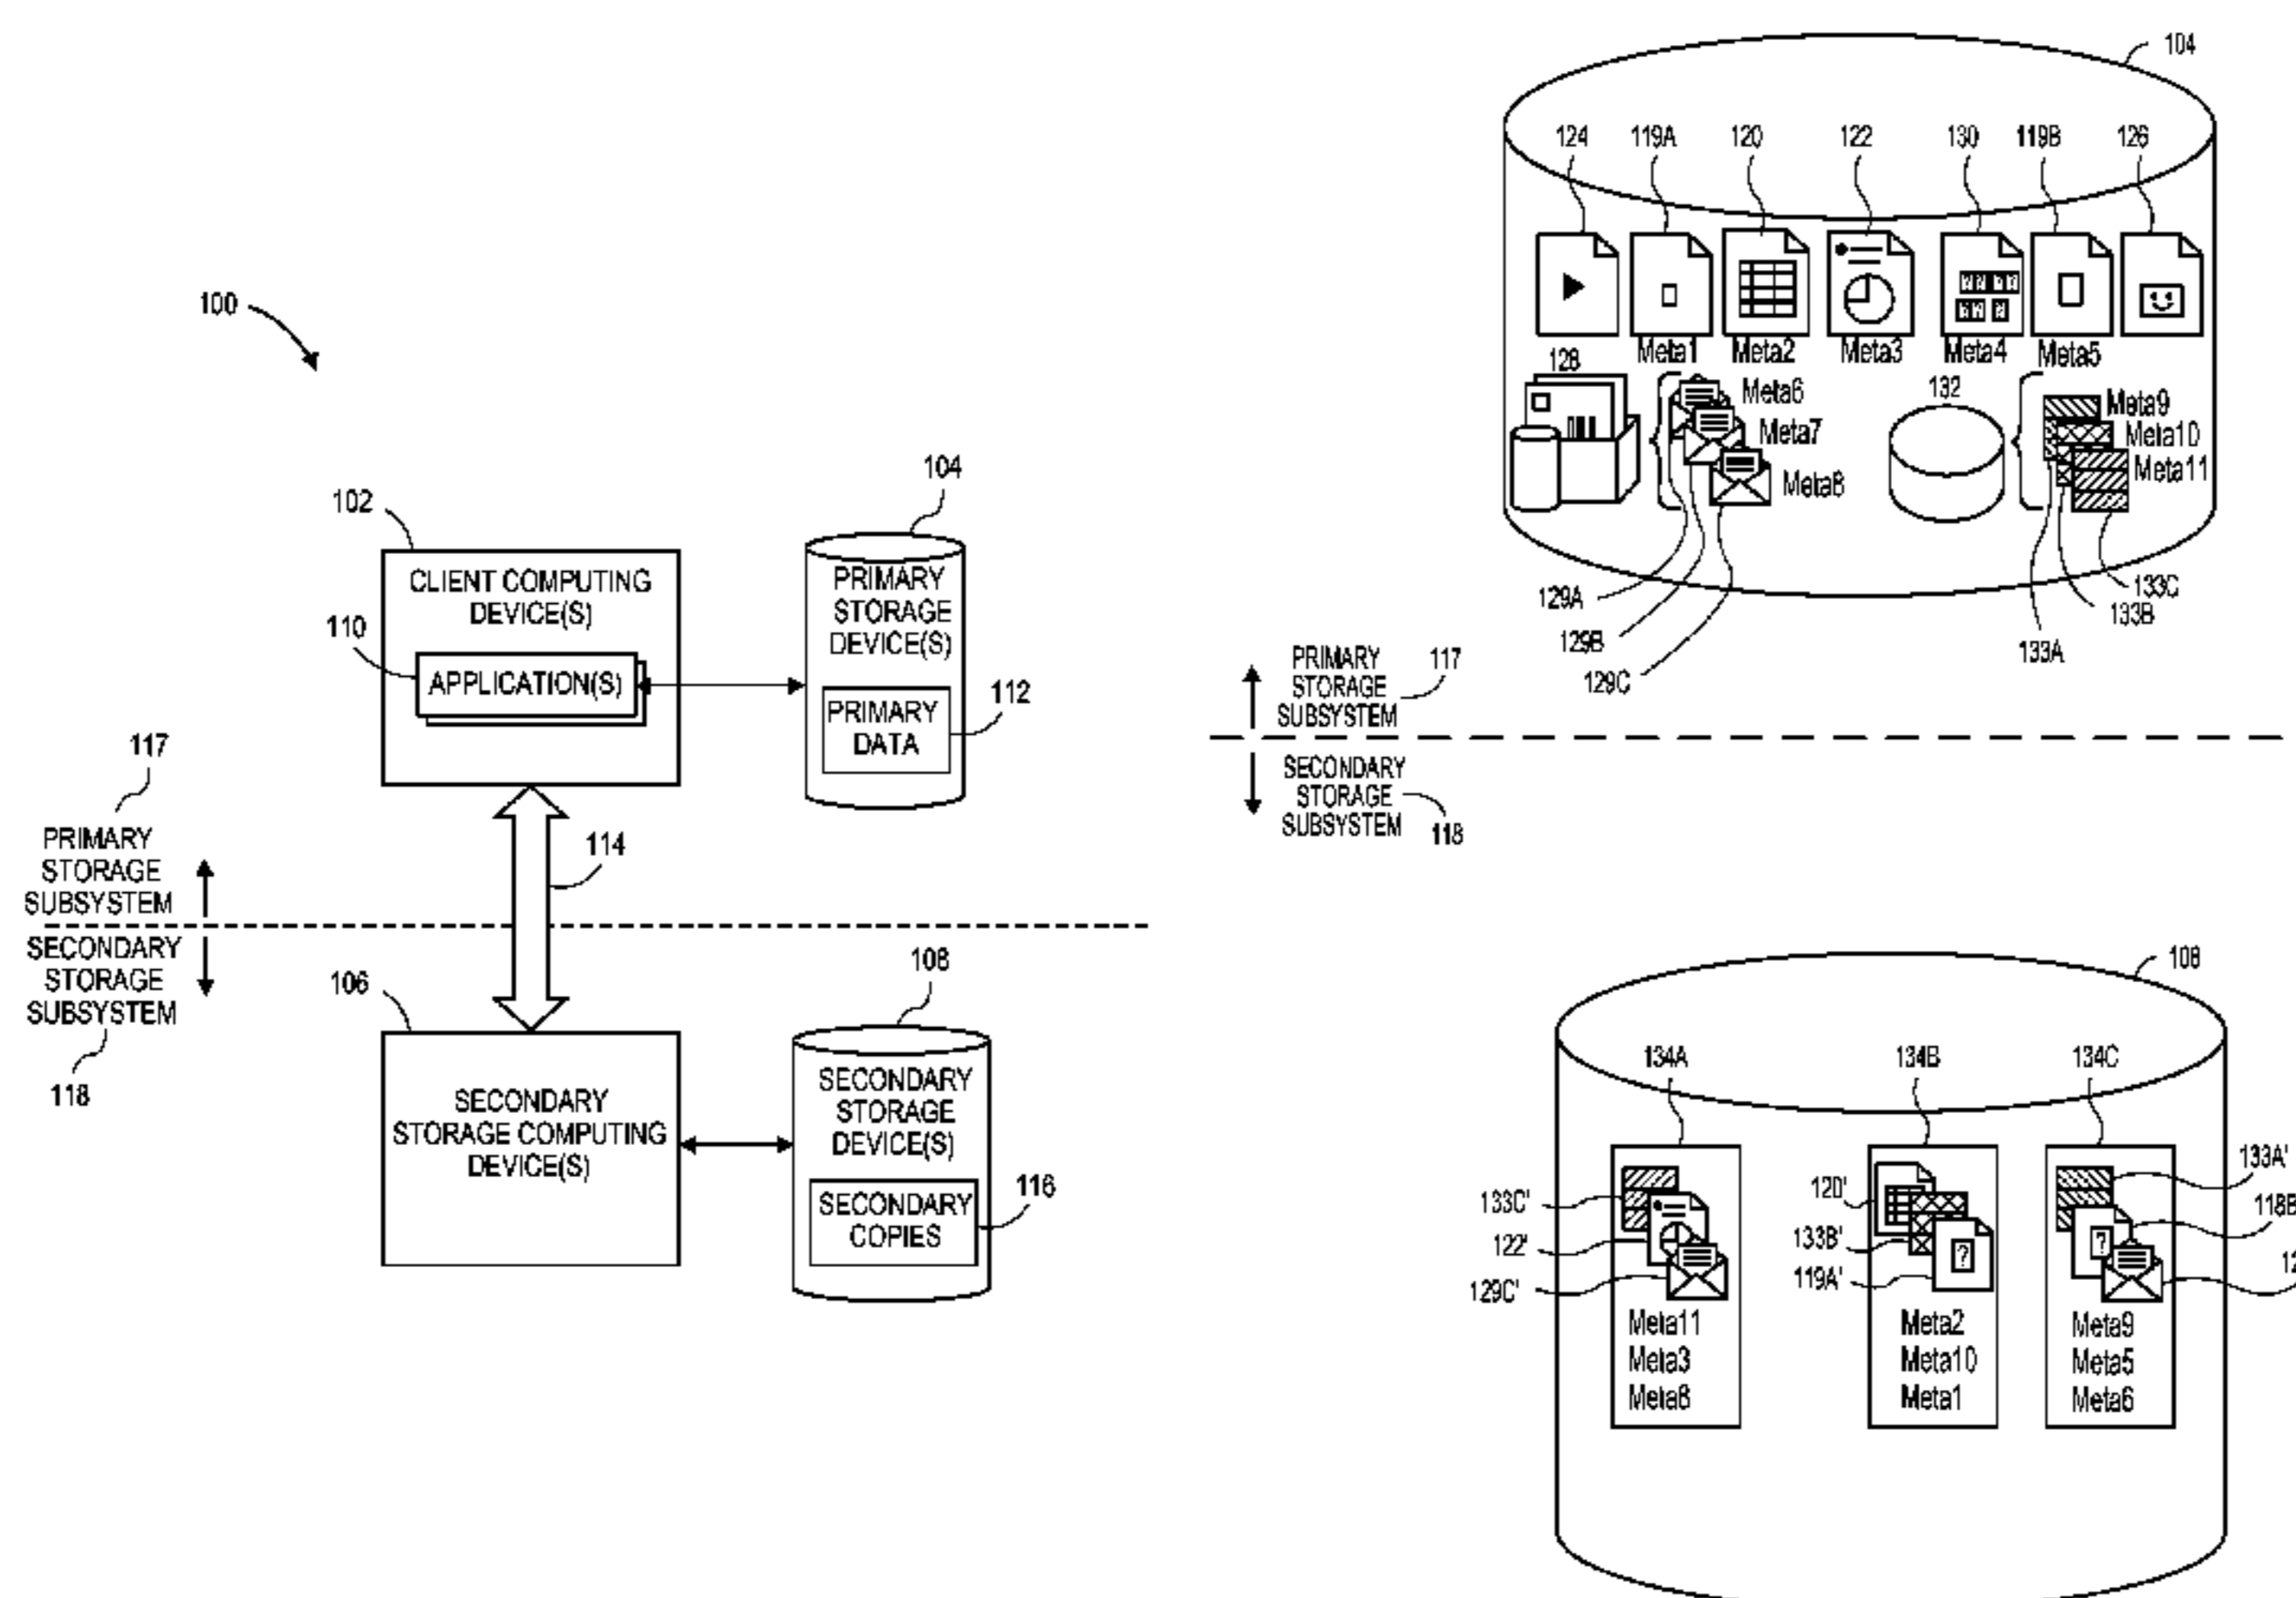 100
102
CLIENT COMPUTING
DEVICE(S)
110
APPLICATION(S)
104
PRIMARY
STORAGE
DEVICE(S)
PRIMARY
DATA
112
117
PRIMARY
STORAGE
SUBSYSTEM
114
SECONDARY
STORAGE
SUBSYSTEM
118
106
SECONDARY
STORAGE COMPUTING
DEVICE(S)
108
SECONDARY
STORAGE
DEVICE(S)
SECONDARY
COPIES
116
104
124 119A 120 122 130 119B 126
Meta1 Meta2 Meta3 Meta4 Meta5
128
Meta6
Meta7
Meta8
132
Meta9
Meta10
Meta11
129A
129B
129C
133C
133B
133A
PRIMARY
STORAGE
SUBSYSTEM
117
SECONDARY
STORAGE
SUBSYSTEM
118
108
134A 134B 134C
133C'
122'
129C'
Meta11
Meta3
Meta8
120'
133B'
119A'
Meta2
Meta10
Meta1
133A'
Meta9
Meta5
Meta6